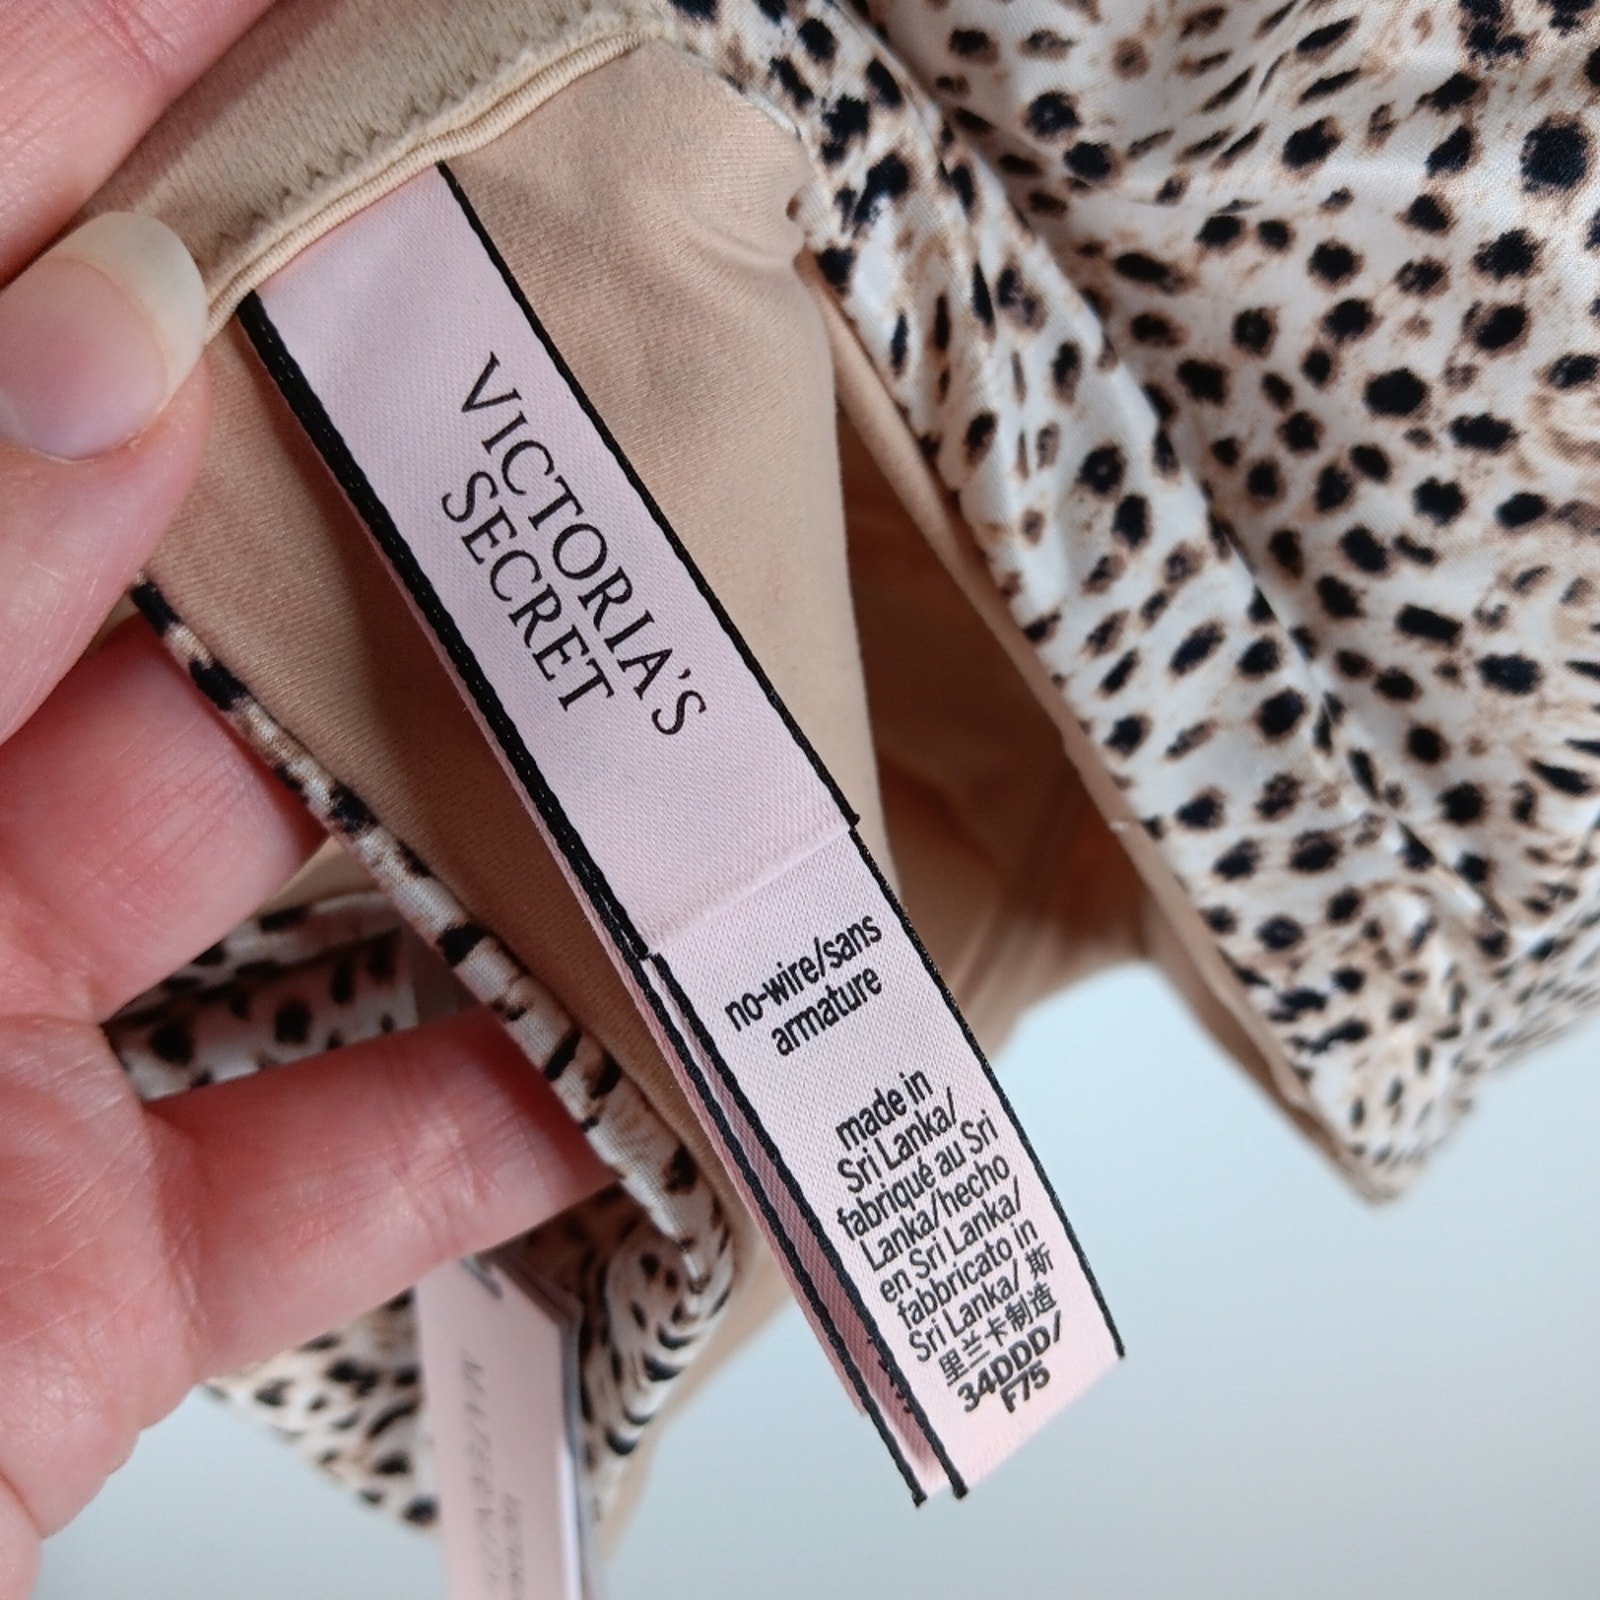 VICTORIA'S
SECRET
no-wire/sans
armature
made in
Sri Lanka/
fabriqué au Sri
Lanka/hecho
en Sri Lanka/
fabbricato in
Sri Lanka/ 斯
里兰卡制造
34DDD/
F75